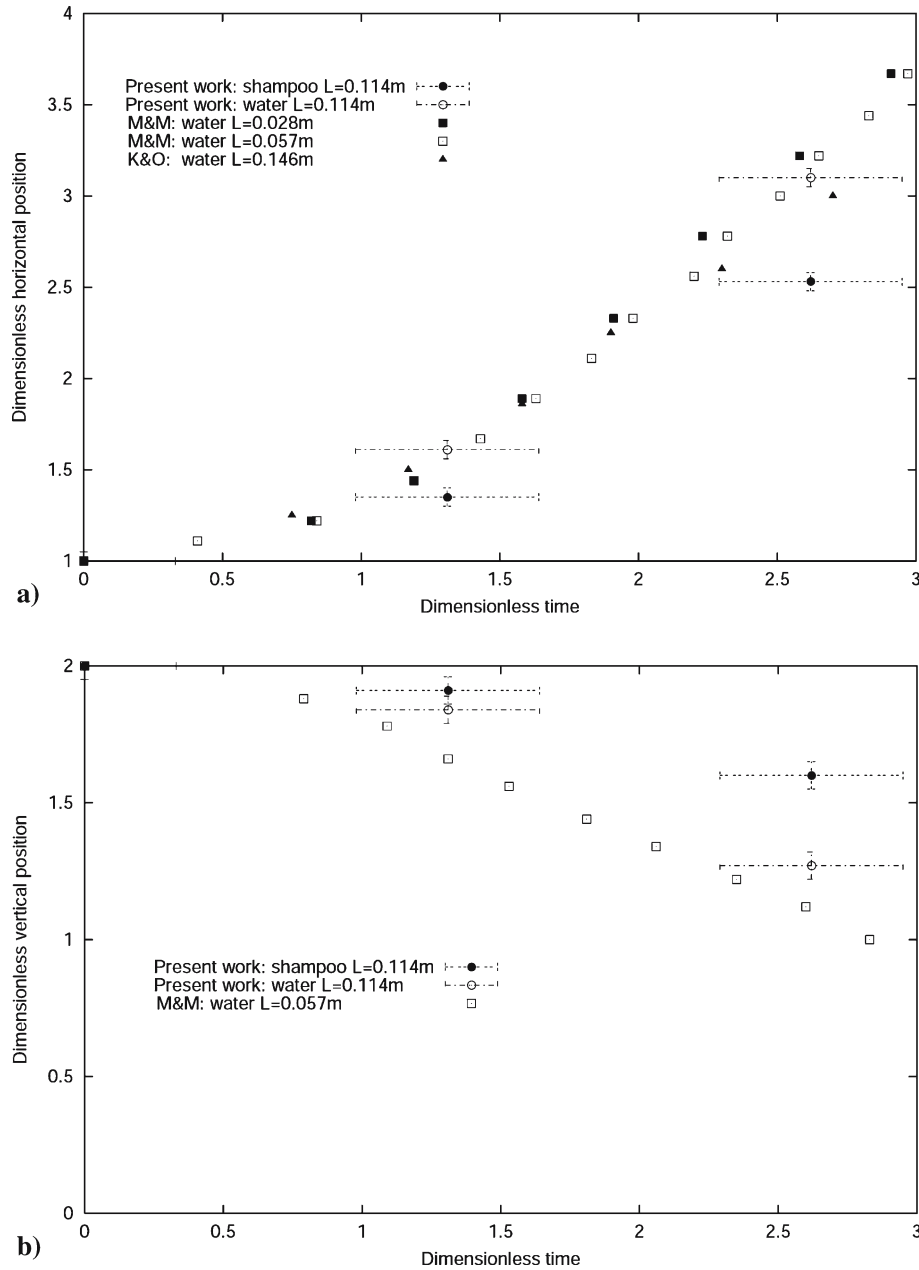 4
3.5
3
2.5
2
1.5
1
Dimensionless horizontal position
Present work: shampoo L=0.114m
Present work: water L=0.114m
M&M: water L=0.028m
M&M: water L=0.057m
K&O: water L=0.146m
0 0.5 1 1.5 2 2.5 3
a)
Dimensionless time
2
1.5
1
0.5
0
Dimensionless vertical position
Present work: shampoo L=0.114m
Present work: water L=0.114m
M&M: water L=0.057m
0 0.5 1 1.5 2 2.5 3
b)
Dimensionless time